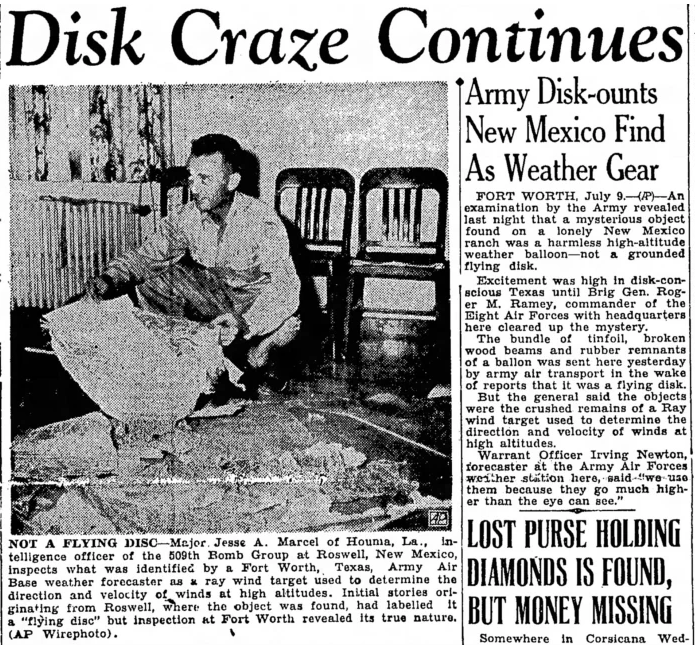 Disk Craze Continues
Army Disk-ounts
New Mexico Find
As Weather Gear
FORT WORTH, July 9.—(AP)—An
examination by the Army revealed
last night that a mysterious object
found on a lonely New Mexico
ranch was a harmless high-altitude
weather balloon—not a grounded
flying disk.
Excitement was high in disk-con-
scious Texas until Brig Gen. Rog-
er M. Ramey, commander of the
Eight Air Forces with headquarters
here cleared up the mystery.
The bundle of tinfoil, broken
wood beams and rubber remnants
of a ballon was sent here yesterday
by army air transport in the wake
of reports that it was a flying disk.
But the general said the objects
were the crushed remains of a Ray
wind target used to determine the
direction and velocity of winds at
high altitudes.
Warrant Officer Irving Newton,
forecaster at the Army Air Forces
weither station here, said "we use
them because they go much high-
er than the eye can see."
AP
NOT A FLYING DISC—Major Jesse A. Marcel of Houma, La., in-
telligence officer of the 509th Bomb Group at Roswell, New Mexico,
inspects what was identified by a Fort Worth, Texas, Army Air
Base weather forecaster as a ray wind target used to determine the
direction and velocity of winds at high altitudes. Initial stories ori-
ginating from Roswell, where the object was found, had labelled it
a "flying disc" but inspection at Fort Worth revealed its true nature.
(AP Wirephoto).
LOST PURSE HOLDING
DIAMONDS IS FOUND,
BUT MONEY MISSING
Somewhere in Corsicana Wed-